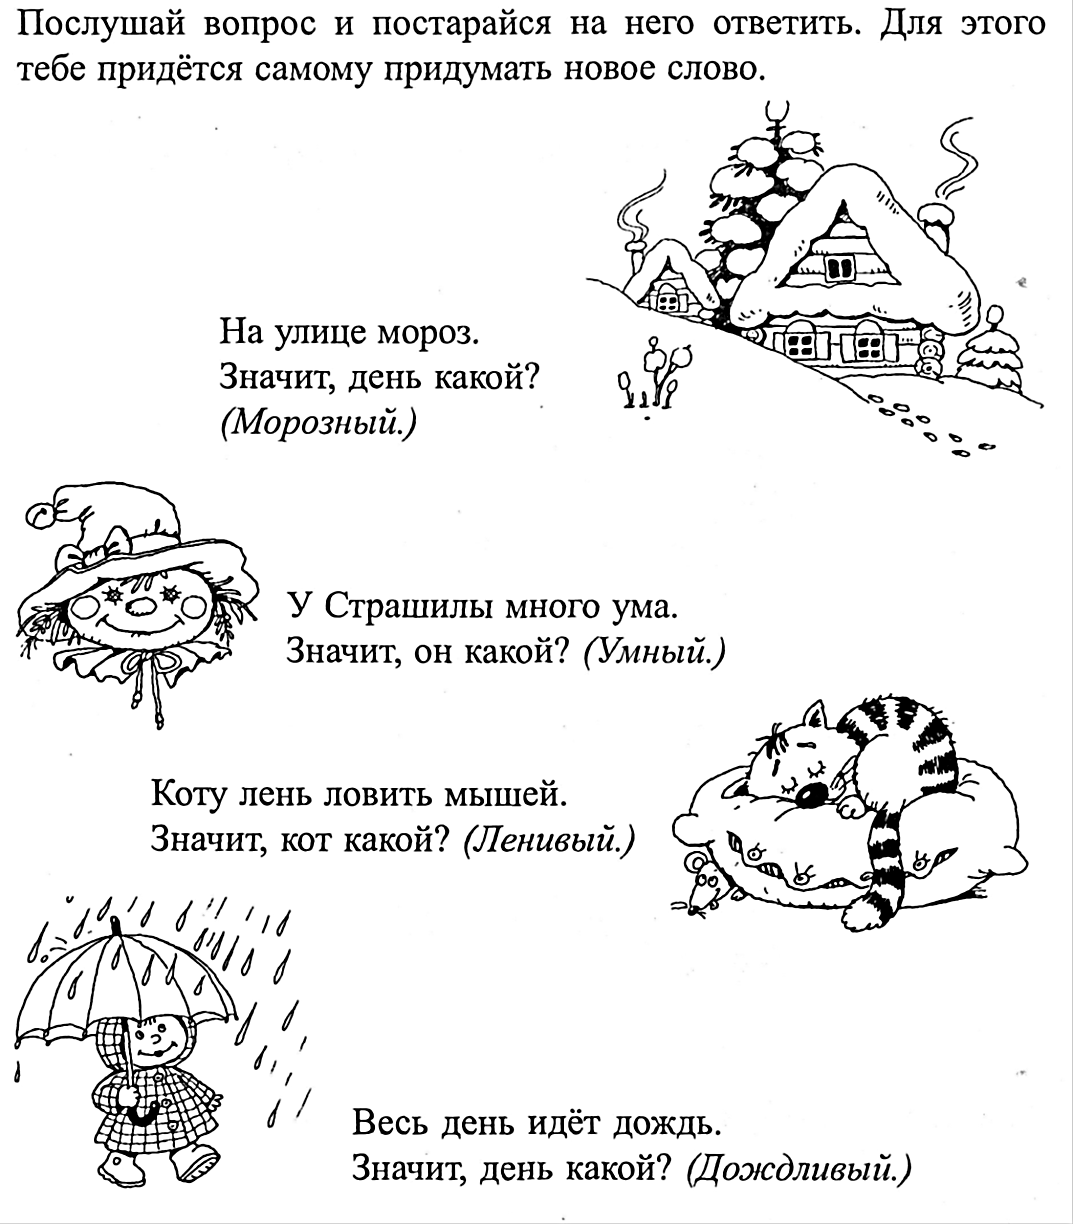 Послушай вопрос и постарайся на него ответить. Для этого
тебе придётся самому придумать новое слово.
На улице мороз.
Значит, день какой?
(Морозный.)
У Страшилы много ума.
Значит, он какой? (Умный.)
Коту лень ловить мышей.
Значит, кот какой? (Ленивый.)
Весь день идёт дождь.
Значит, день какой? (Дождливый.)